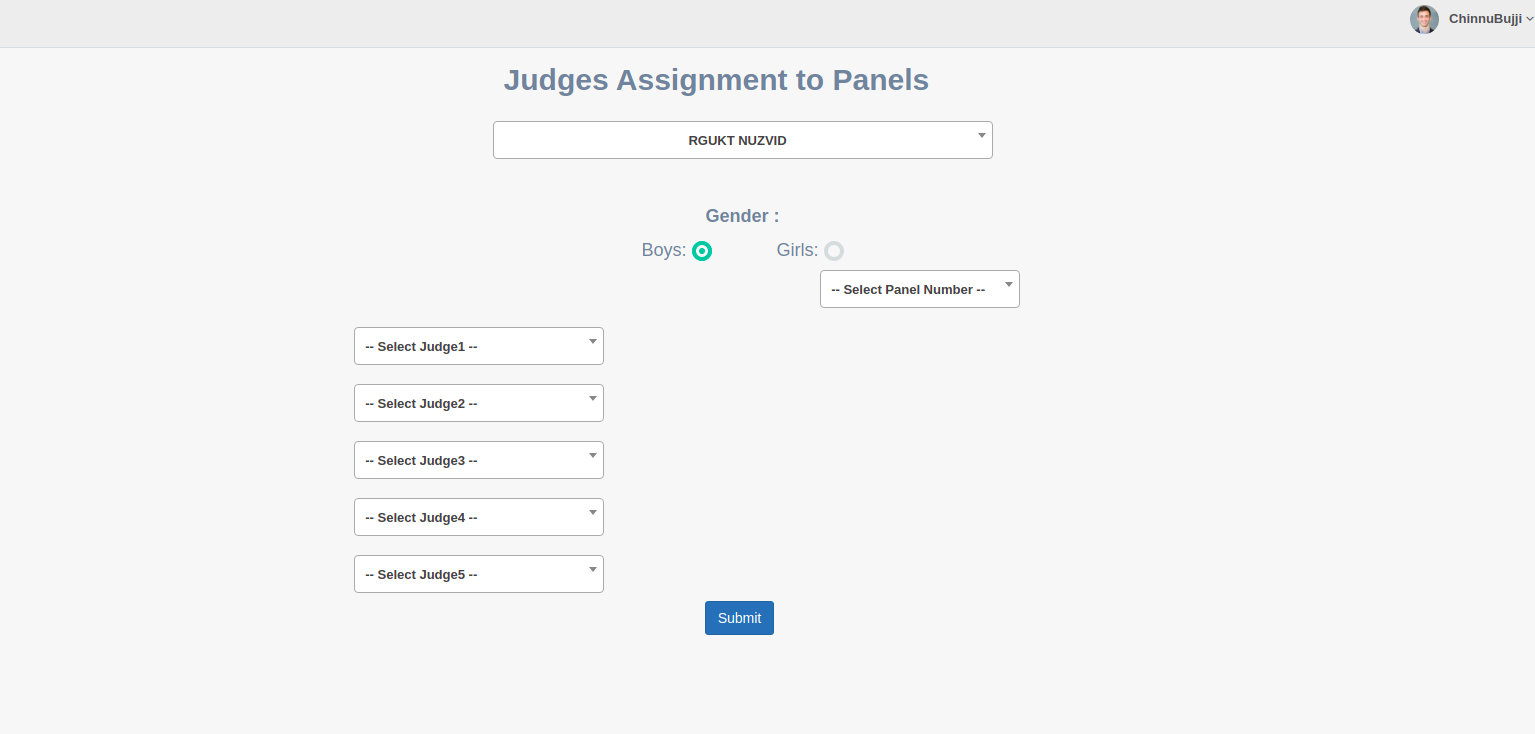 ChinnuBujji
Judges Assignment to Panels
RGUKT NUZVID
Gender :
Boys: Girls:
-- Select Panel Number --
-- Select Judge1 --
-- Select Judge2 --
-- Select Judge3 --
-- Select Judge4 --
-- Select Judge5 --
Submit